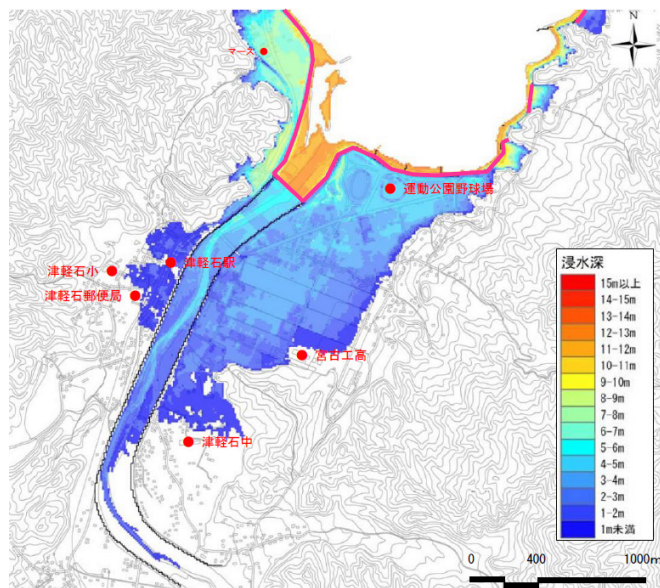 N
マース
運動公園野球場
津軽石駅
津軽石小
津軽石郵便局
宮古工高
津軽石中
浸水深
15m以上
14-15m
13-14m
12-13m
11-12m
10-11m
9-10m
8-9m
7-8m
6-7m
5-6m
4-5m
3-4m
2-3m
1-2m
1m未満
0 400 1000m